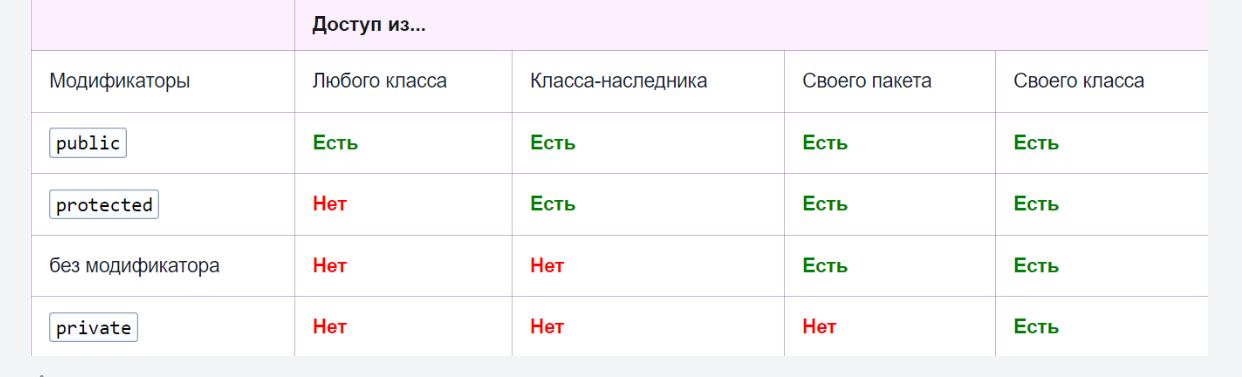 Доступ из...
Модификаторы Любого класса Класса-наследника Своего пакета Своего класса
public Есть Есть Есть Есть
protected Нет Есть Есть Есть
без модификатора Нет Нет Есть Есть
private Нет Нет Нет Есть